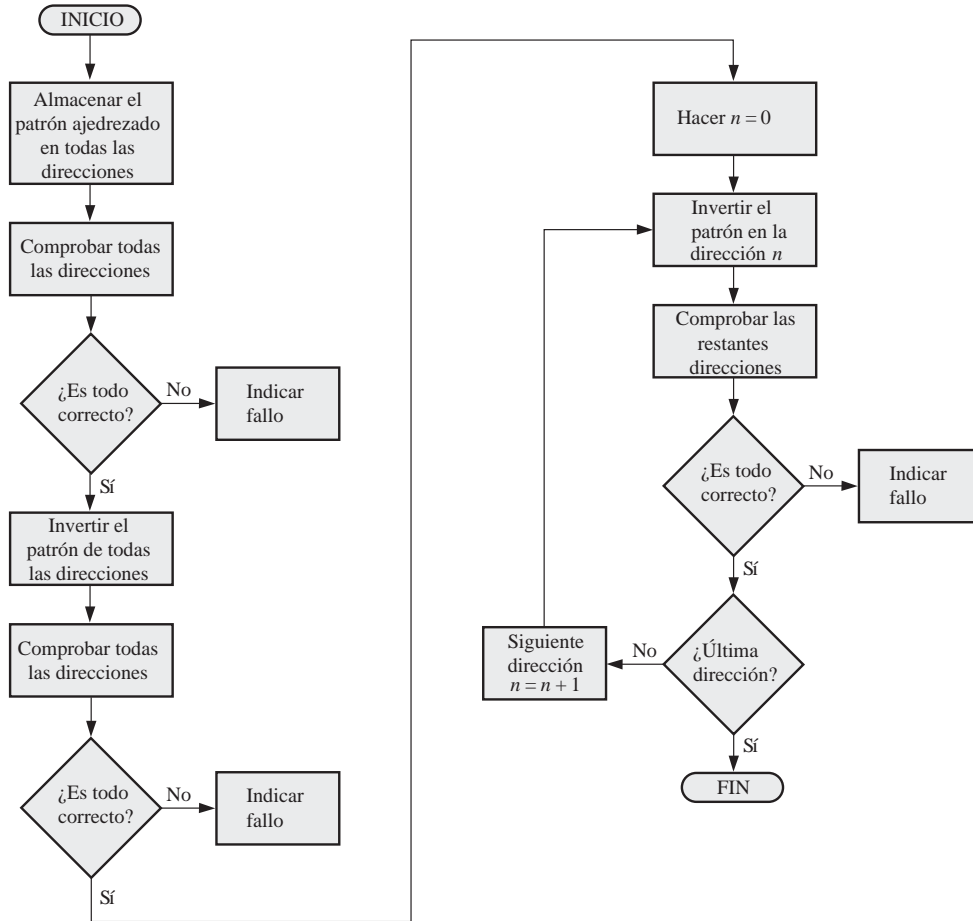 INICIO
Almacenar el
patrón ajedrezado
en todas las
direcciones
Comprobar todas
las direcciones
¿Es todo
correcto?
No
Indicar
fallo
Sí
Invertir el
patrón de todas
las direcciones
Comprobar todas
las direcciones
¿Es todo
correcto?
No
Indicar
fallo
Sí
Hacer n = 0
Invertir el
patrón en la
dirección n
Comprobar las
restantes
direcciones
¿Es todo
correcto?
No
Indicar
fallo
Sí
¿Última
dirección?
No
Siguiente
dirección
n = n + 1
Sí
FIN